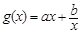 g(x) = ax + b/x